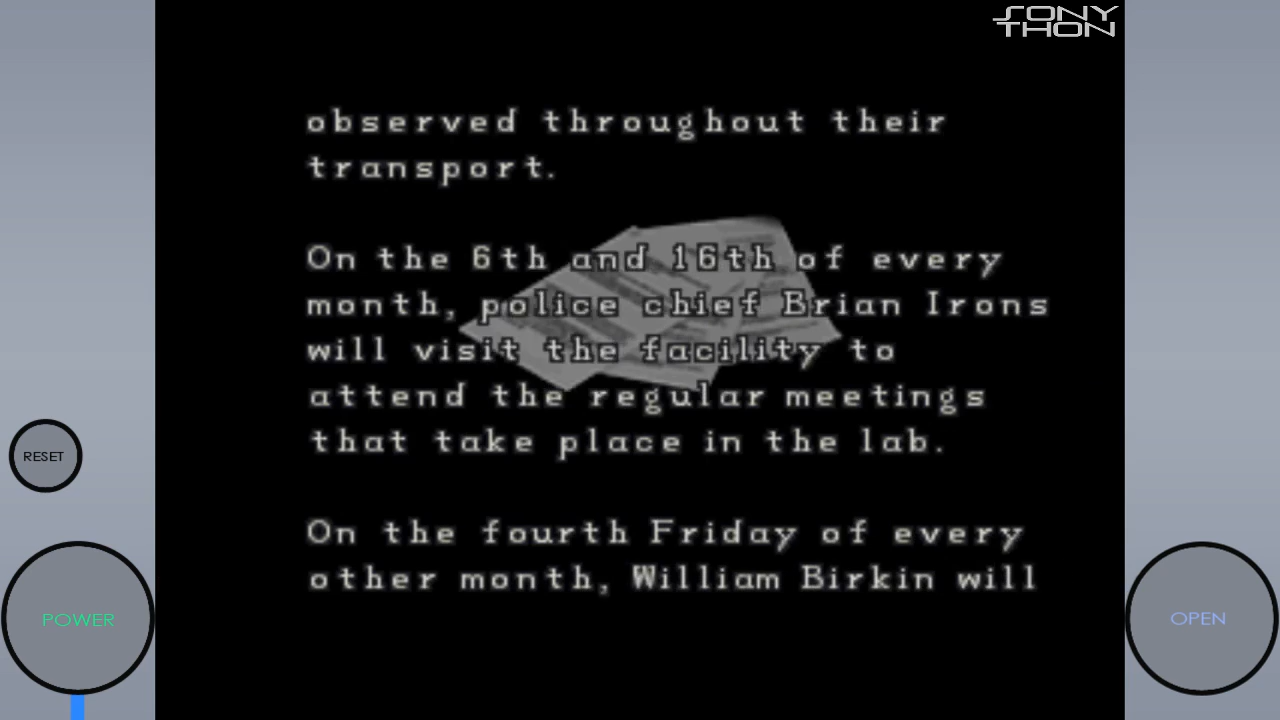 SONY
THON
observed throughout their
transport.
On the 6th and 16th of every
month, police chief Brian Irons
will visit the facility to
attend the regular meetings
that take place in the lab.
On the fourth Friday of every
other month, William Birkin will
RESET
POWER
OPEN